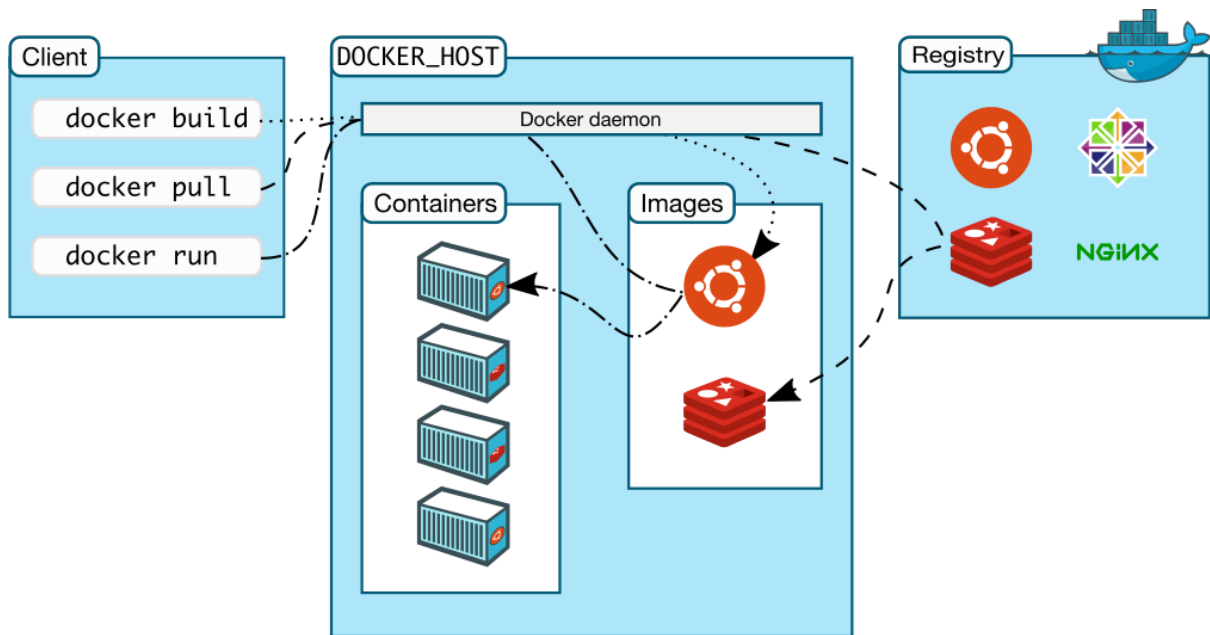 Client
docker build
docker pull
docker run
DOCKER_HOST
Docker daemon
Containers
Images
Registry
NGiNX